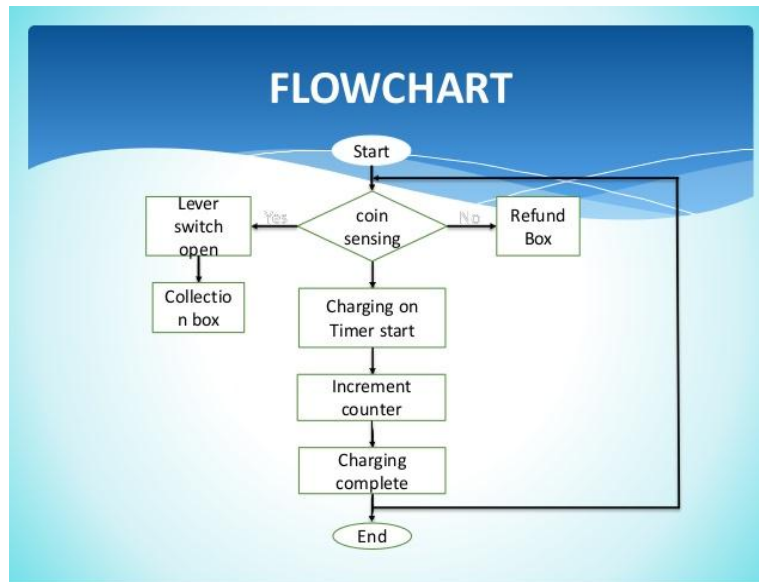 FLOWCHART
Start
Lever
switch
open
Yes
coin
sensing
No
Refund
Box
Collectio
n box
Charging on
Timer start
Increment
counter
Charging
complete
End